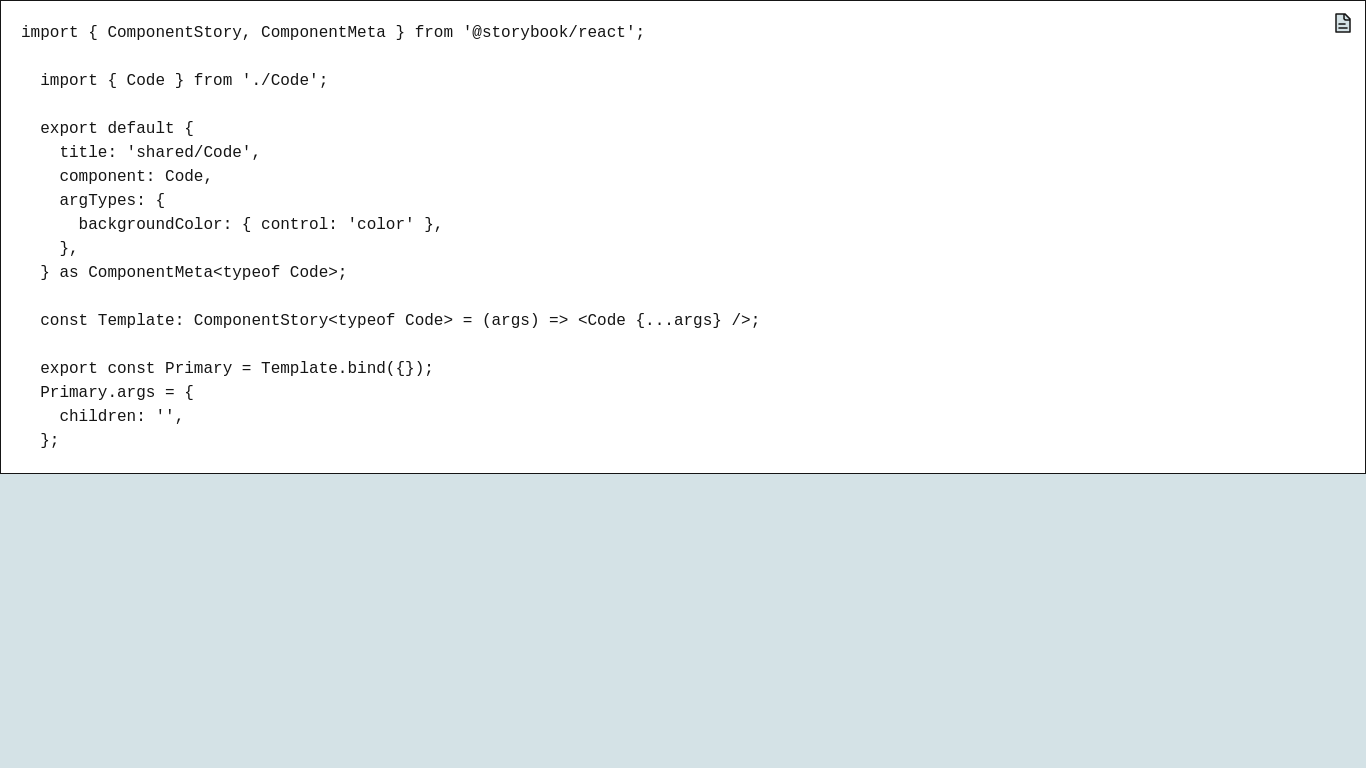 import { ComponentStory, ComponentMeta } from '@storybook/react';

  import { Code } from './Code';

  export default {
    title: 'shared/Code',
    component: Code,
    argTypes: {
      backgroundColor: { control: 'color' },
    },
  } as ComponentMeta<typeof Code>;

  const Template: ComponentStory<typeof Code> = (args) => <Code {...args} />;

  export const Primary = Template.bind({});
  Primary.args = {
    children: '',
  };